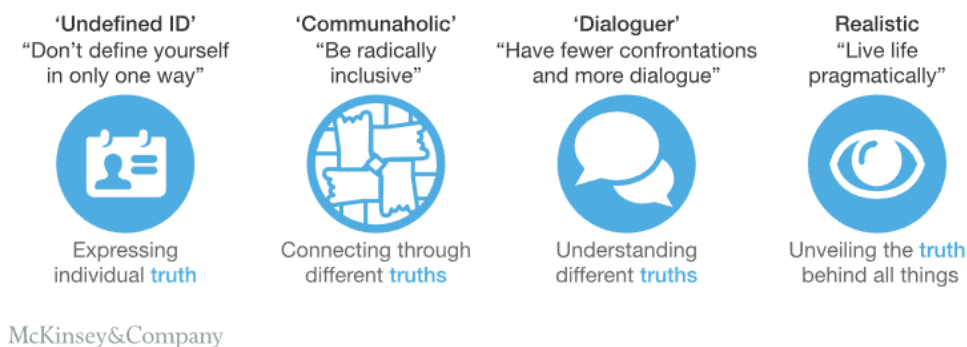 ‘Undefined ID’
“Don’t define yourself
in only one way”
Expressing
individual truth
‘Communaholic’
“Be radically
inclusive”
Connecting through
different truths
‘Dialoguer’
“Have fewer confrontations
and more dialogue”
Understanding
different truths
Realistic
“Live life
pragmatically”
Unveiling the truth
behind all things
McKinsey&Company